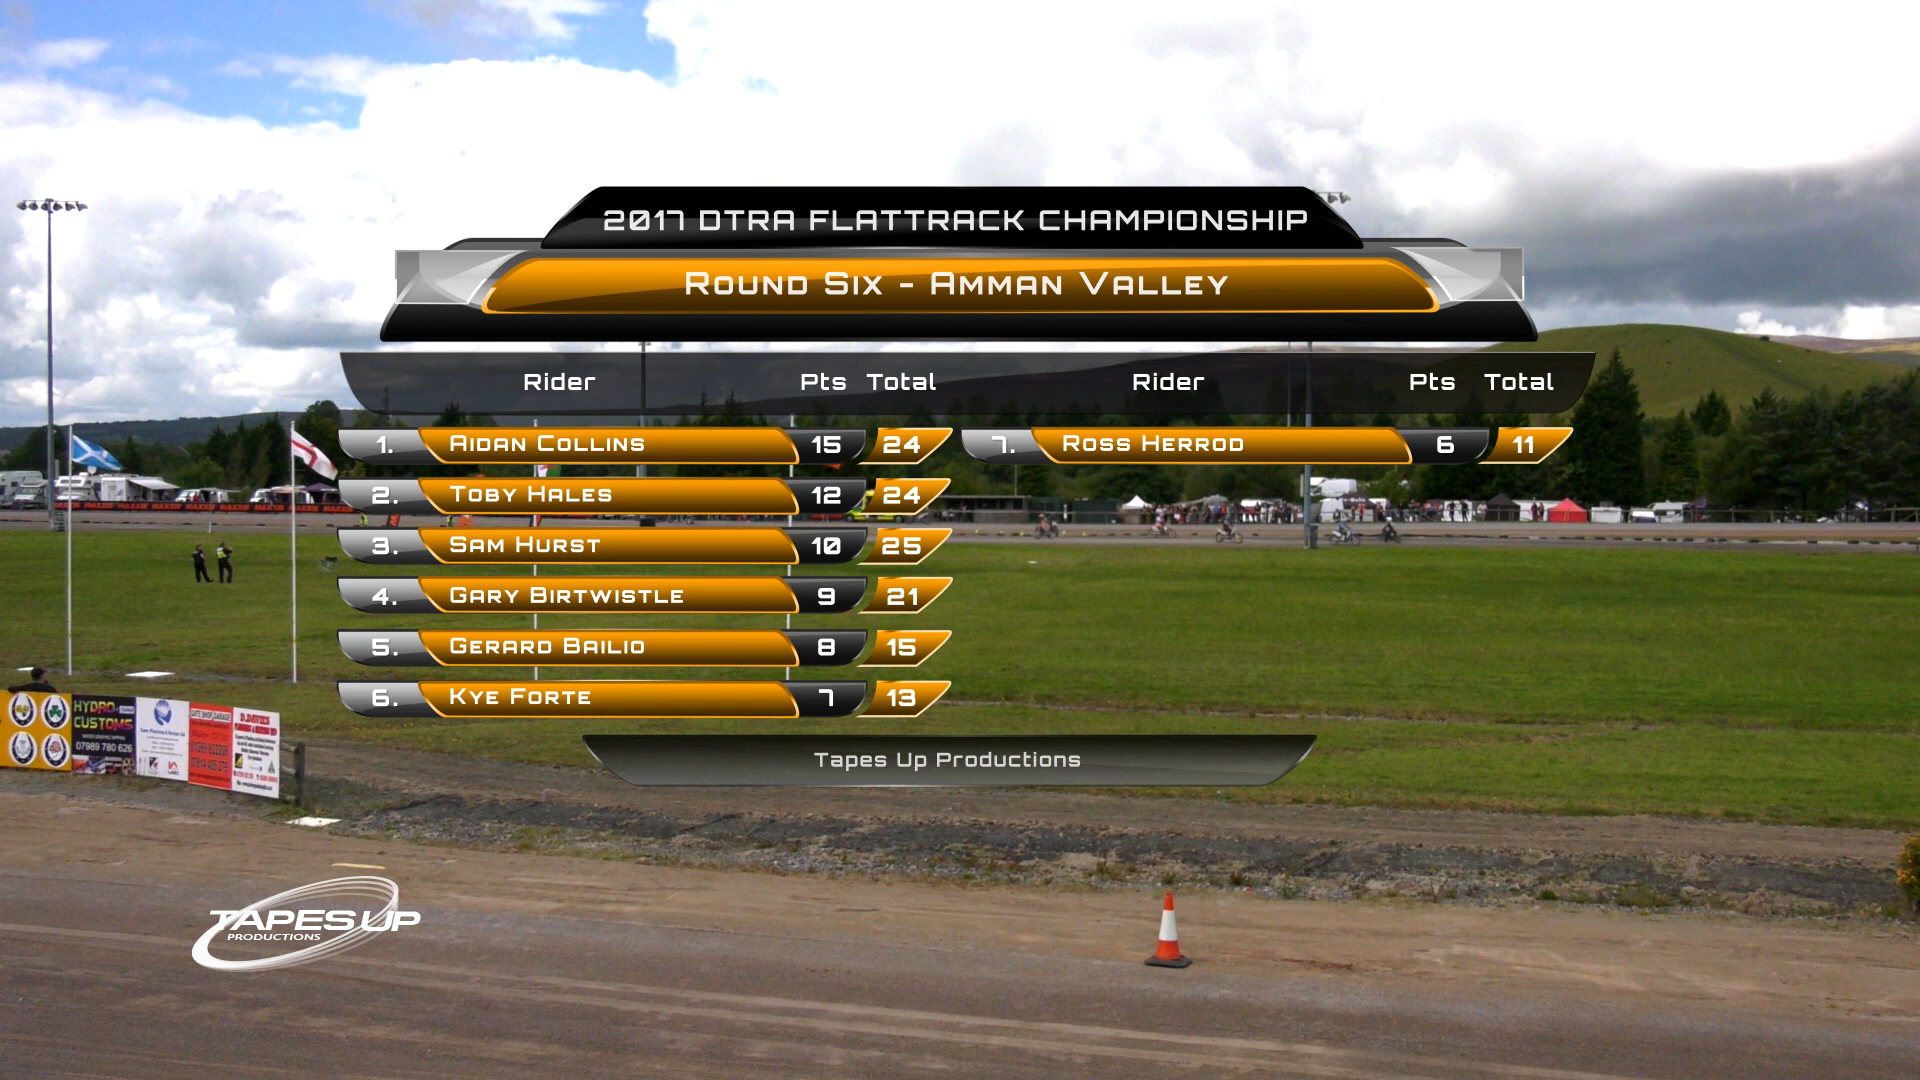 2017 DTRA FLATTRACK CHAMPIONSHIP
Round Six - Amman Valley
Rider Pts Total Rider Pts Total
1. Aidan Collins 15 24 7. Ross Herrod 6 11
2. Toby Hales 12 24
3. Sam Hurst 10 25
4. Gary Birtwistle 9 21
5. Gerard Bailio 8 15
6. Kye Forte 7 13
Tapes Up Productions
HYDRO
CUSTOMS
07989 780 626
D.DAVIES
TAPES UP
PRODUCTIONS